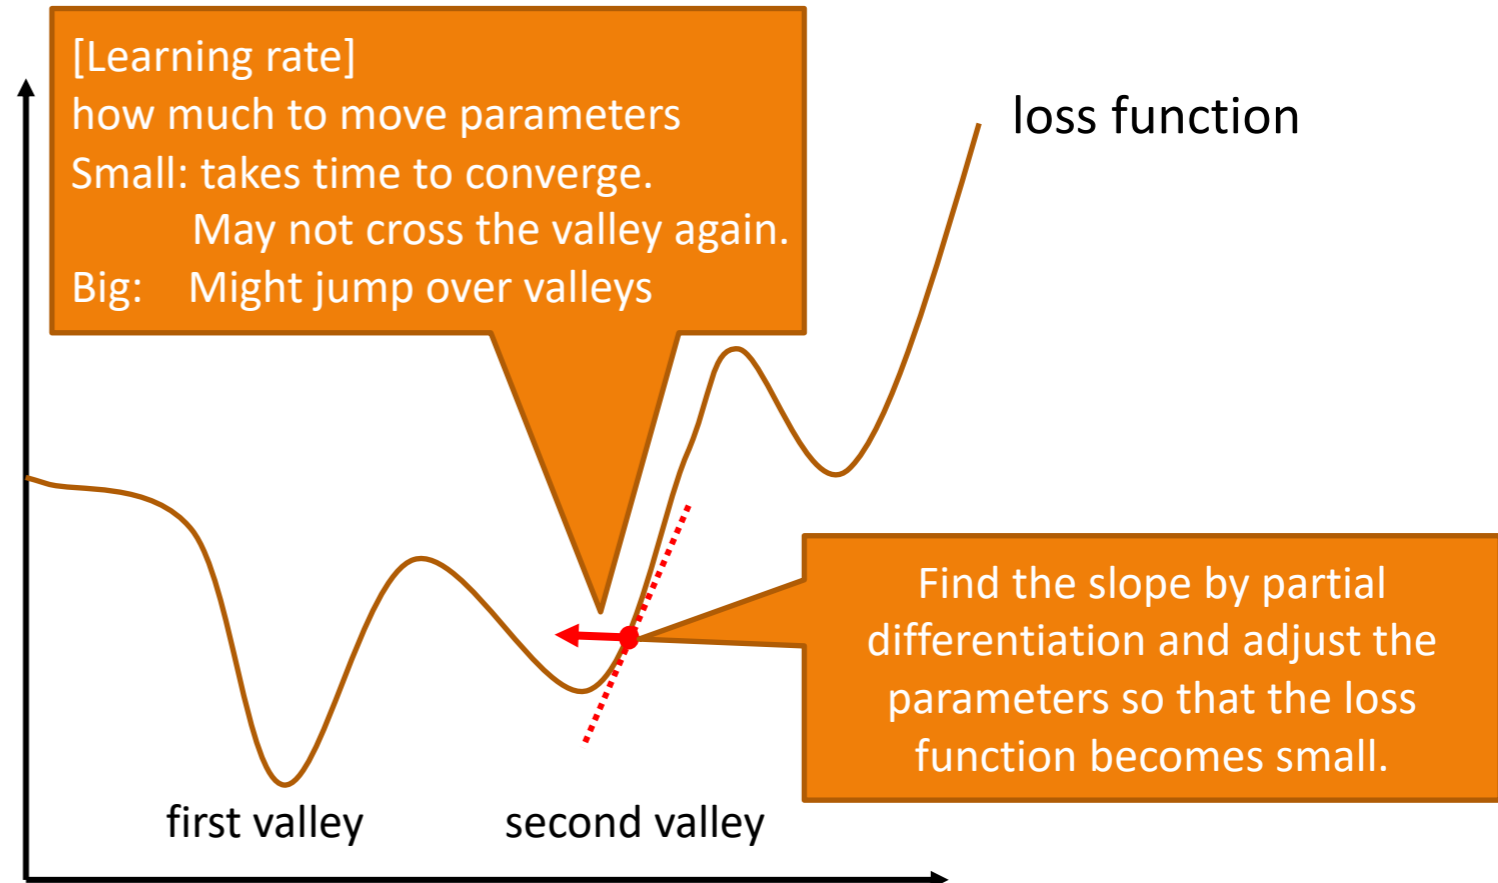 [Learning rate]
how much to move parameters
Small: takes time to converge.
May not cross the valley again.
Big: Might jump over valleys
loss function
Find the slope by partial
differentiation and adjust the
parameters so that the loss
function becomes small.
first valley
second valley